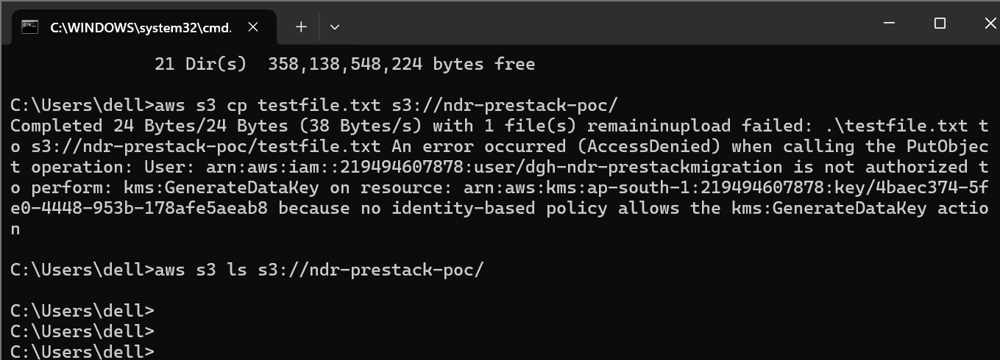 C:\WINDOWS\system32\cmd.
21 Dir(s)  358,138,548,224 bytes free
C:\Users\dell>aws s3 cp testfile.txt s3://ndr-prestack-poc/
Completed 24 Bytes/24 Bytes (38 Bytes/s) with 1 file(s) remaininupload failed: .\testfile.txt t
o s3://ndr-prestack-poc/testfile.txt An error occurred (AccessDenied) when calling the PutObjec
t operation: User: arn:aws:iam::219494607878:user/dgh-ndr-prestackmigration is not authorized t
o perform: kms:GenerateDataKey on resource: arn:aws:kms:ap-south-1:219494607878:key/4baec374-5f
e0-4448-953b-178afe5aeab8 because no identity-based policy allows the kms:GenerateDataKey actio
n
C:\Users\dell>aws s3 ls s3://ndr-prestack-poc/
C:\Users\dell>
C:\Users\dell>
C:\Users\dell>